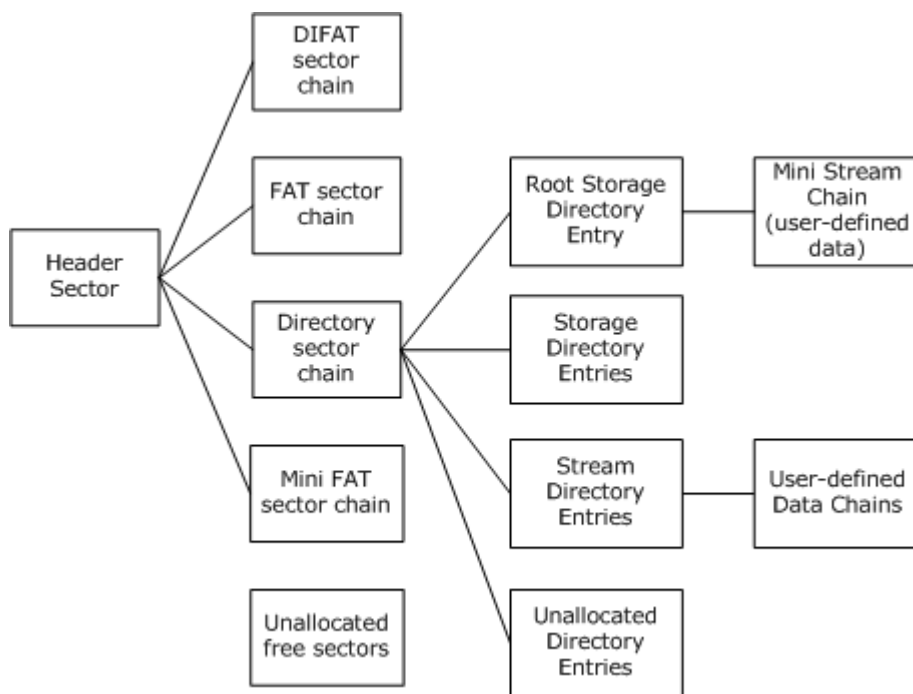 DIFAT
sector
chain
FAT sector
chain
Header
Sector
Directory
sector
chain
Mini FAT
sector chain
Unallocated
free sectors
Root Storage
Directory
Entry
Storage
Directory
Entries
Stream
Directory
Entries
Unallocated
Directory
Entries
Mini Stream
Chain
(user-defined
data)
User-defined
Data Chains